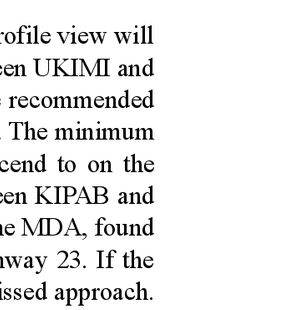 rofile view will
een UKIMI and
recommended
. The minimum
cend to on the
een KIPAB and
he MDA, found
nway 23. If the
issed approach.